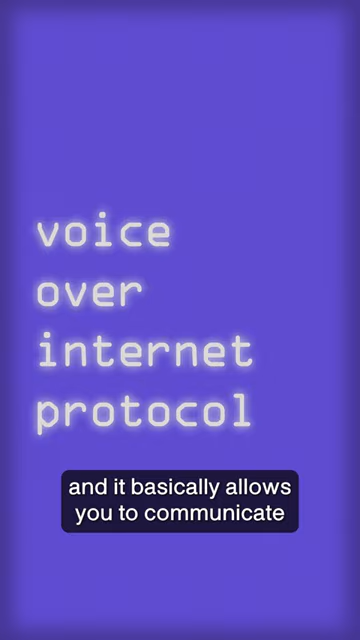 voice
over
internet
protocol
and it basically allows
you to communicate